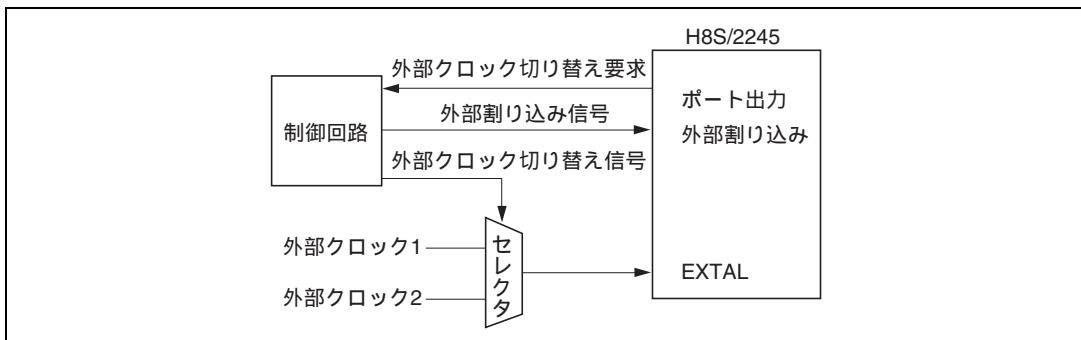 H8S/2245
外部クロック切り替え要求
ポート出力
外部割り込み信号
外部割り込み
制御回路
外部クロック切り替え信号
外部クロック1
セレクタ
EXTAL
外部クロック2